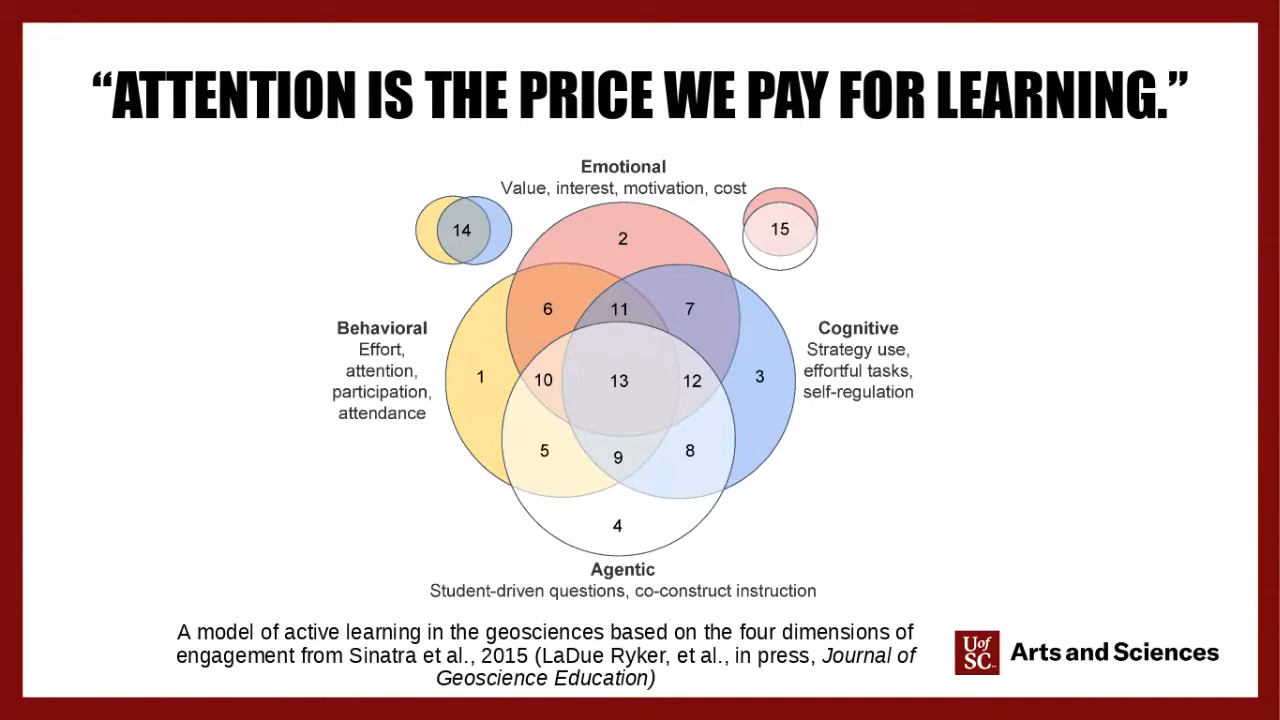 “ATTENTION IS THE PRICE WE PAY FOR LEARNING.”
Emotional
Value, interest, motivation, cost
14
15
2
6
11
7
Behavioral
Effort,
attention,
participation,
attendance
Cognitive
Strategy use,
effortful tasks,
self-regulation
1
10
13
12
3
5
9
8
4
Agentic
Student-driven questions, co-construct instruction
A model of active learning in the geosciences based on the four dimensions of
engagement from Sinatra et al., 2015 (LaDue Ryker, et al., in press, Journal of
Geoscience Education)
U of
SC
Arts and Sciences